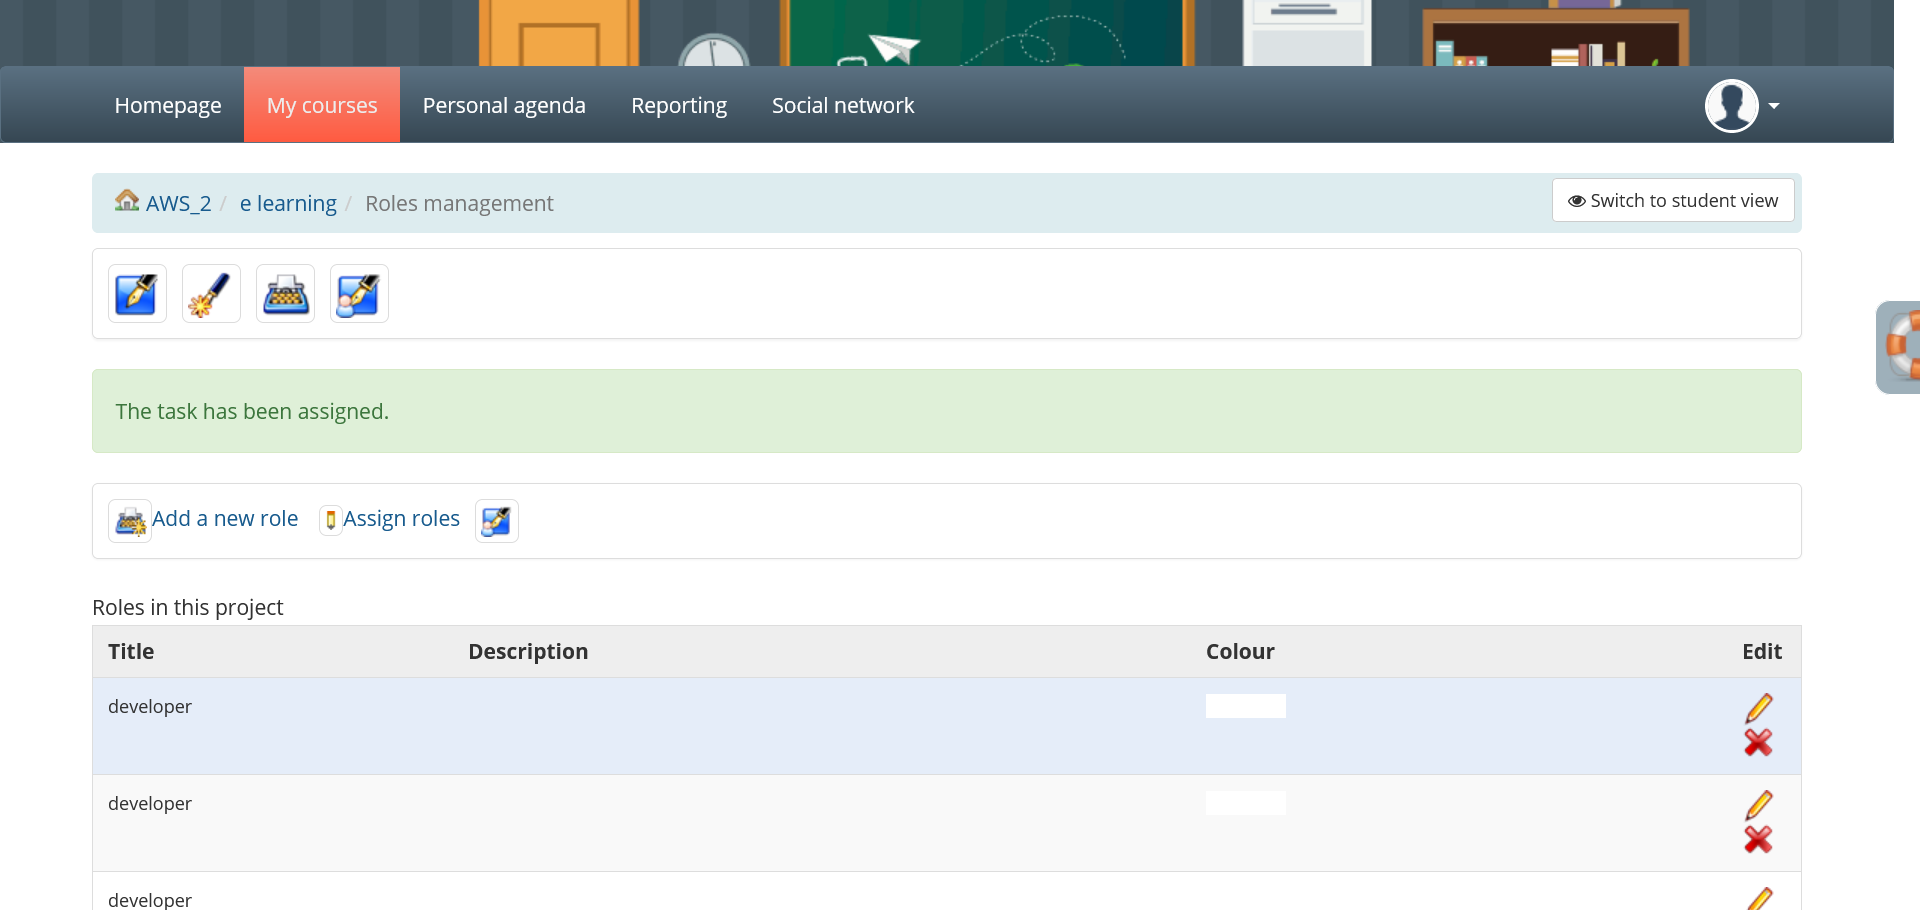 Homepage My courses Personal agenda Reporting Social network
AWS_2 / e learning / Roles management
Switch to student view
The task has been assigned.
Add a new role Assign roles
Roles in this project
Title Description Colour Edit
developer
developer
developer